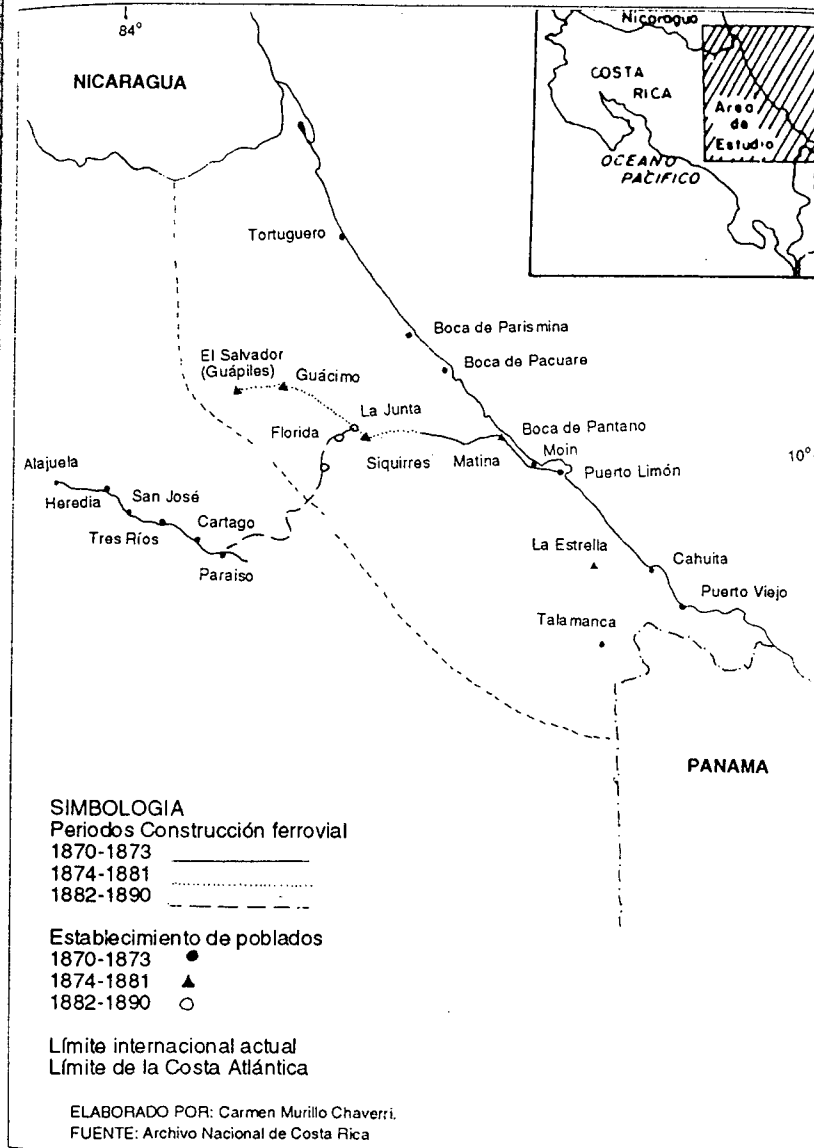 84°
NICARAGUA
Nicaragua
COSTA
RICA
Area
de
Estudio
OCEANO
PACIFICO
Tortuguero
Boca de Parismina
Boca de Pacuare
El Salvador
(Guápiles)
Guácimo
La Junta
Florida
Boca de Pantano
Siquirres
Matina
Moin
Puerto Limón
10°
Alajuela
Heredia
San José
Tres Ríos
Cartago
Paraiso
La Estrella
Cahuita
Puerto Viejo
Talamanca
PANAMA
SIMBOLOGIA
Periodos Construcción ferrovial
1870-1873
1874-1881
1882-1890
Establecimiento de poblados
1870-1873
1874-1881
1882-1890
Límite internacional actual
Límite de la Costa Atlántica
ELABORADO POR: Carmen Murillo Chaverri.
FUENTE: Archivo Nacional de Costa Rica